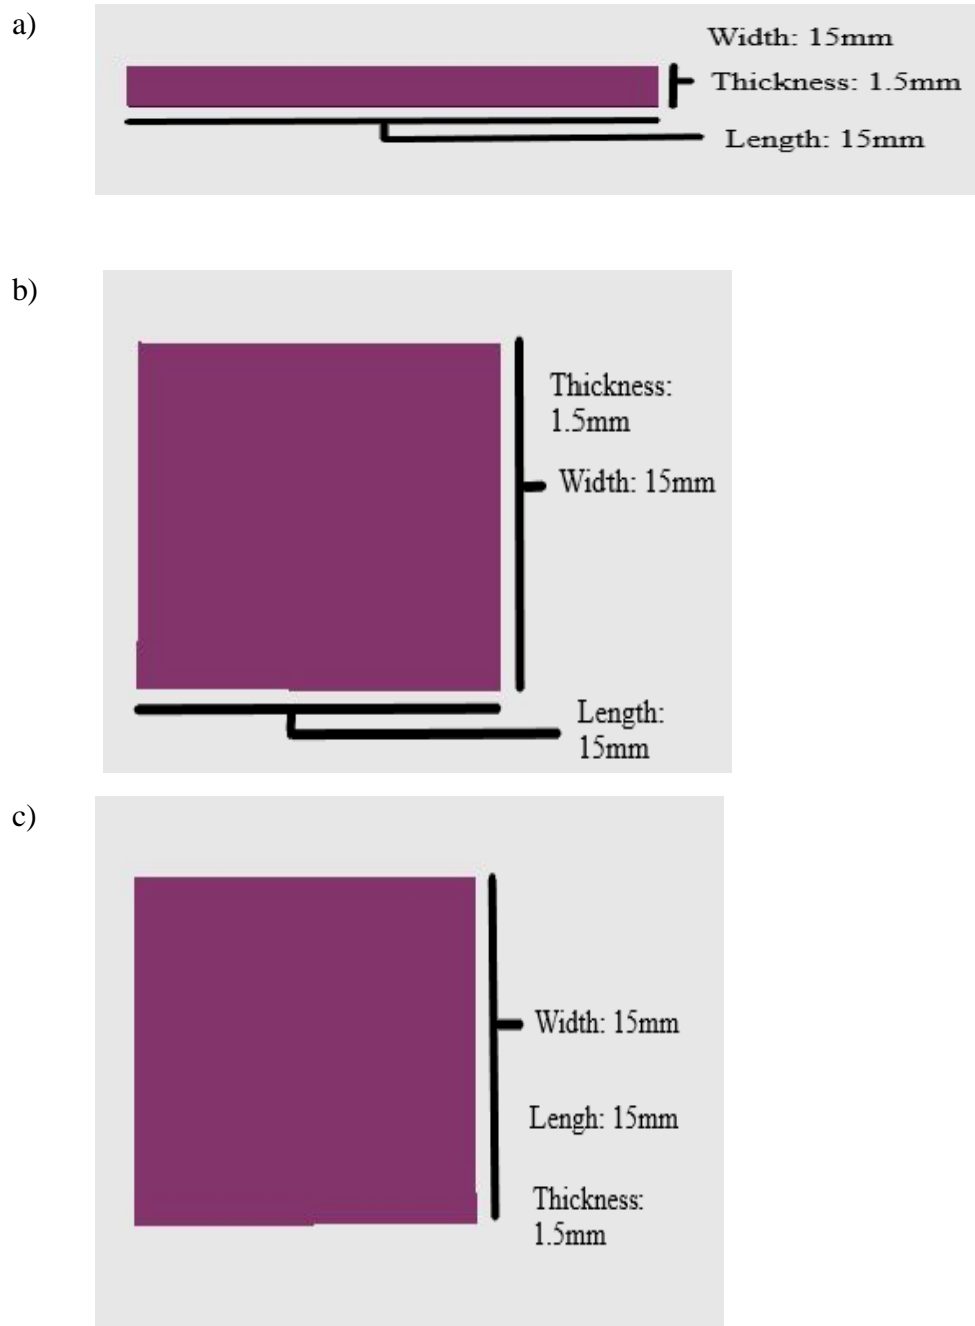 a)
Width: 15mm
Thickness: 1.5mm
Length: 15mm
b)
Thickness:
1.5mm
Width: 15mm
Length:
15mm
c)
Width: 15mm
Lengh: 15mm
Thickness:
1.5mm